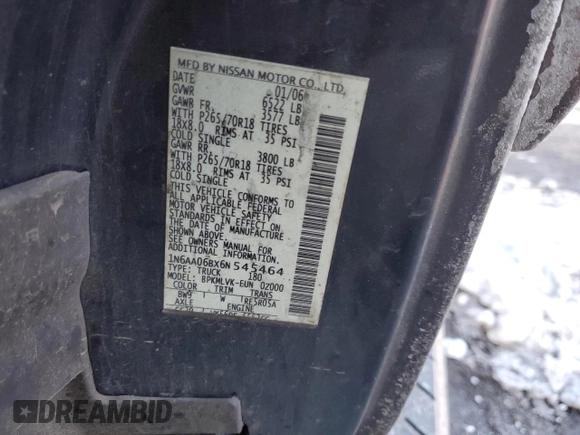 MFD BY NISSAN MOTOR CO., LTD.
DATE 01/06
GVWR 6522 LB
GAWR FR. 3577 LB
WITH P265/70R18 TIRES
18X8.0 RIMS AT 35 PSI
COLD SINGLE
GAWR RR. 3800 LB
WITH P265/70R18 TIRES
18X8.0 RIMS AT 35 PSI
COLD SINGLE
THIS VEHICLE CONFORMS TO
ALL APPLICABLE FEDERAL
MOTOR VEHICLE SAFETY
STANDARDS IN EFFECT ON THE
DATE OF MANUFACTURE
SHOWN ABOVE.
SEE OWNERS MANUAL FOR
ADDITIONAL INFORMATION.
1N6AA06BX6N545464
TYPE: TRUCK 180
MODEL: BPKMLVK-EUN 02000
COLOR TRIM TRANS
BW9 W RE5R05A
AXLE ENGINE
DREAMBID